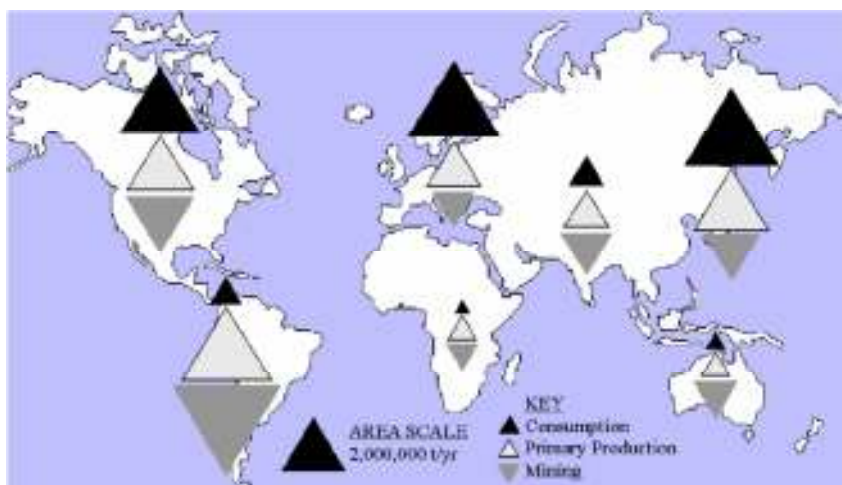 AREA SCALE
2,000,000 t/yr
KEY
Consumption
Primary Production
Mining